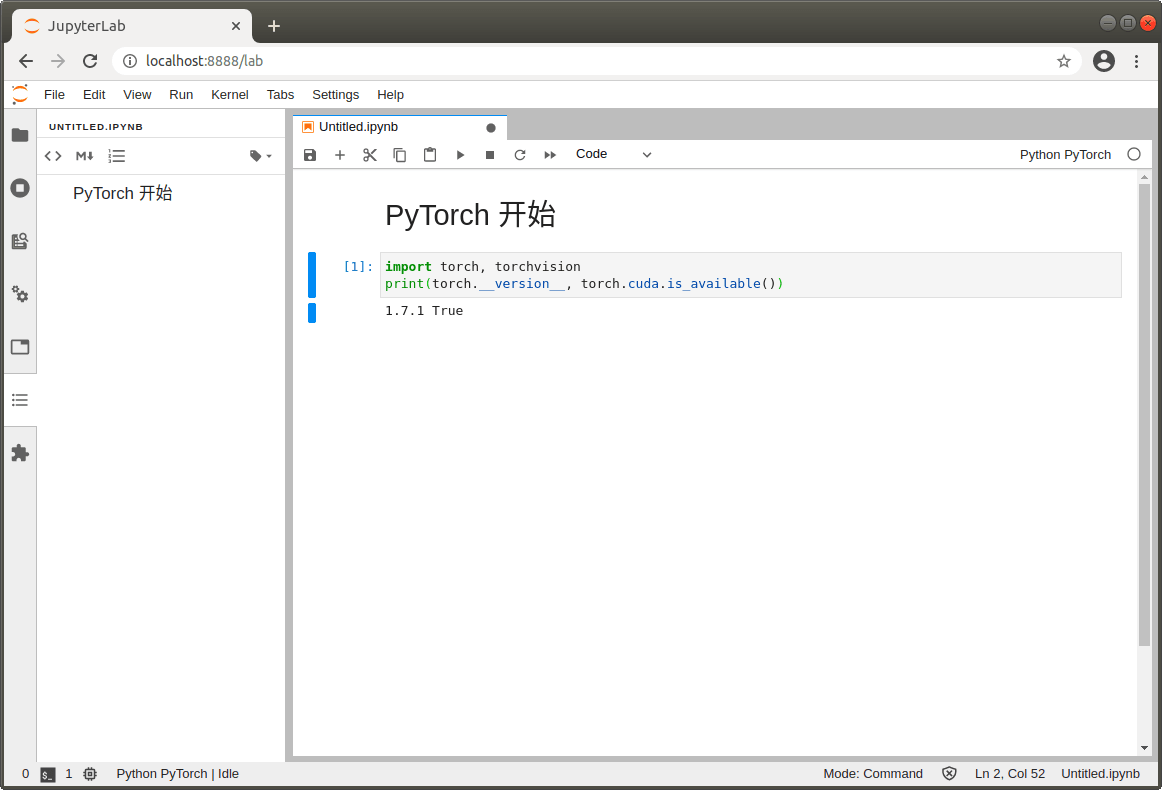 JupyterLab
localhost:8888/lab
File Edit View Run Kernel Tabs Settings Help
UNTITLED.IPYNB
Untitled.ipynb
M
Code
Python PyTorch
PyTorch 开始
PyTorch 开始
[1]: import torch, torchvision
print(torch.__version__, torch.cuda.is_available())
1.7.1 True
0 $_ 1 Python PyTorch | Idle Mode: Command Ln 2, Col 52 Untitled.ipynb